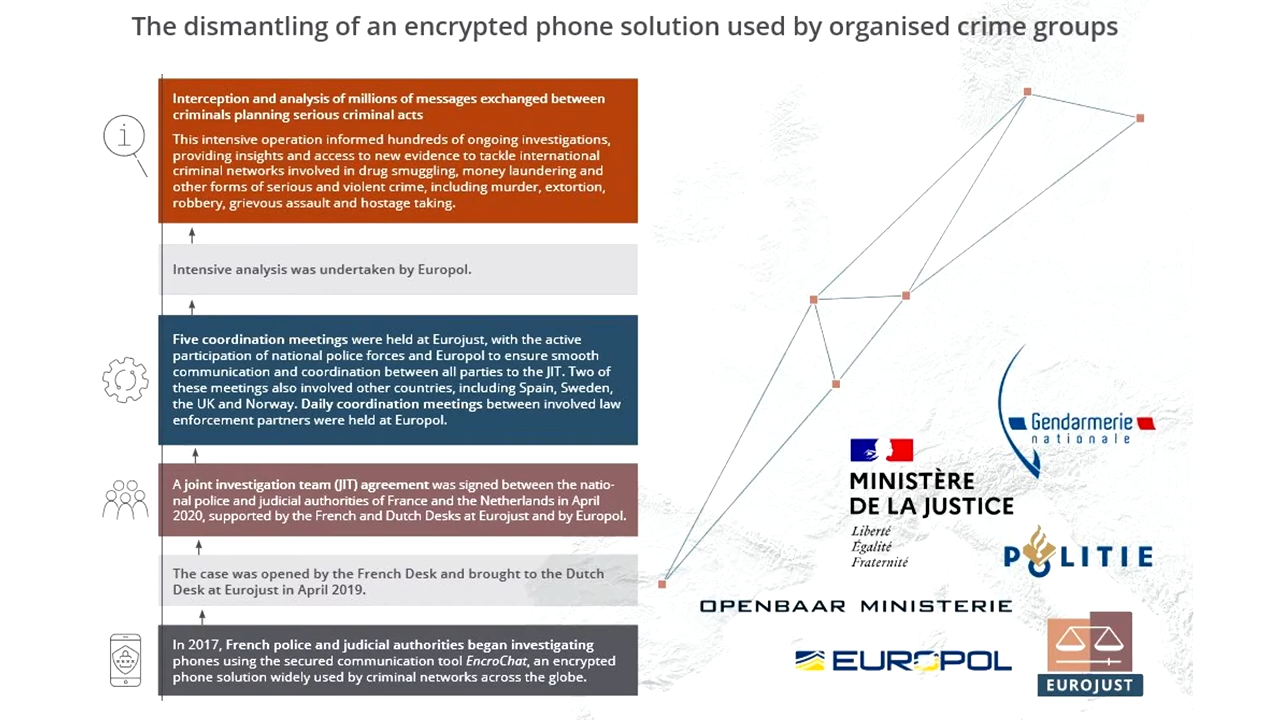 The dismantling of an encrypted phone solution used by organised crime groups
Interception and analysis of millions of messages exchanged between
criminals planning serious criminal acts
This intensive operation informed hundreds of ongoing investigations,
providing insights and access to new evidence to tackle international
criminal networks involved in drug smuggling, money laundering and
other forms of serious and violent crime, including murder, extortion,
robbery, grievous assault and hostage taking.
Intensive analysis was undertaken by Europol.
Five coordination meetings were held at Eurojust, with the active
participation of national police forces and Europol to ensure smooth
communication and coordination between all parties to the JIT. Two of
these meetings also involved other countries, including Spain, Sweden,
the UK and Norway. Daily coordination meetings between involved law
enforcement partners were held at Europol.
A joint investigation team (JIT) agreement was signed between the natio-
nal police and judicial authorities of France and the Netherlands in April
2020, supported by the French and Dutch Desks at Eurojust and by Europol.
The case was opened by the French Desk and brought to the Dutch
Desk at Eurojust in April 2019.
In 2017, French police and judicial authorities began investigating
phones using the secured communication tool EncroChat, an encrypted
phone solution widely used by criminal networks across the globe.
Gendarmerie
nationale
MINISTÈRE
DE LA JUSTICE
Liberté
Égalité
Fraternité
POLITIE
OPENBAAR MINISTERIE
EUROPOL
EUROJUST